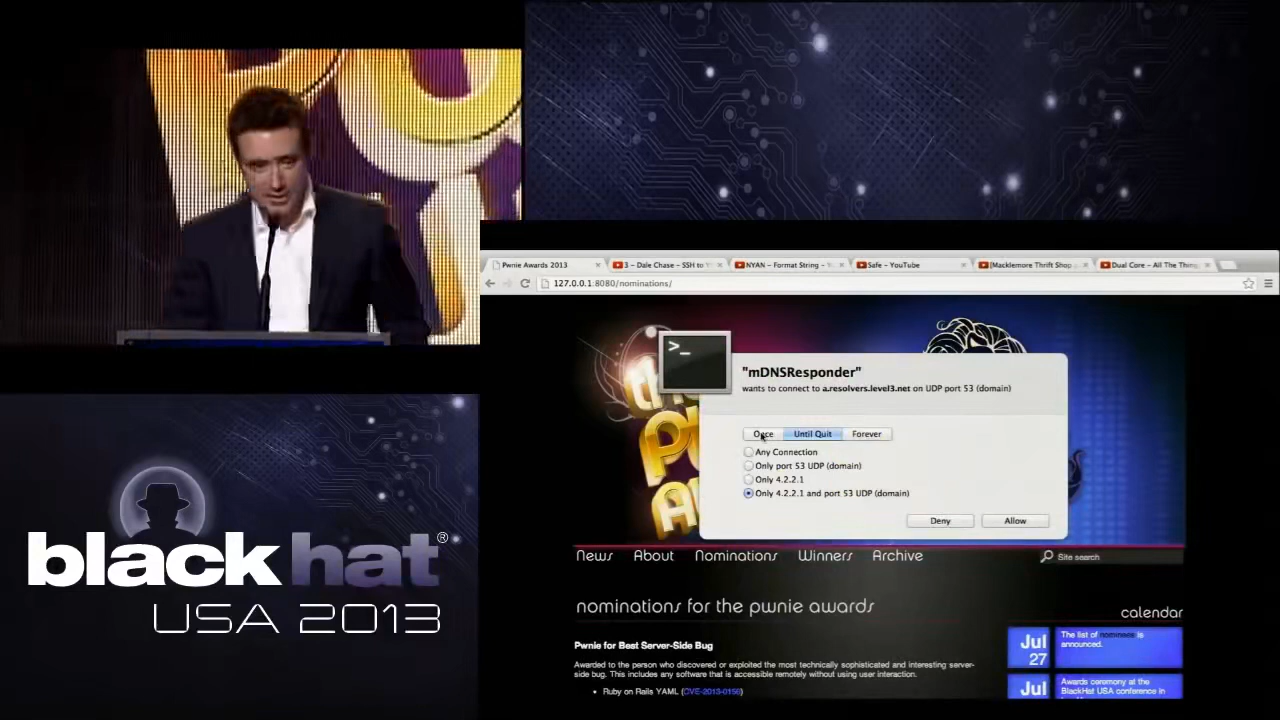 Pwnie Awards 2013
3 – Dale Chase – SSH to
NYAN – Format String –
Safe – YouTube
[Macklemore Thrift Shop
Dual Core – All The Thing
127.0.0.1:8080/nominations/
>_
"mDNSResponder"
wants to connect to a.resolvers.level3.net on UDP port 53 (domain)
Once
Until Quit
Forever
Any Connection
Only port 53 UDP (domain)
Only 4.2.2.1
Only 4.2.2.1 and port 53 UDP (domain)
Deny
Allow
News
About
Nominations
Winners
Archive
Site search
nominations for the pwnie awards
calendar
Pwnie for Best Server-Side Bug
Awarded to the person who discovered or exploited the most technically sophisticated and interesting server-
side bug. This includes any software that is accessible remotely without using user interaction.
Ruby on Rails YAML (CVE-2013-0156)
Jul
27
The list of nominees is
announced.
Jul
Awards ceremony at the
BlackHat USA conference in
black hat®
USA 2013